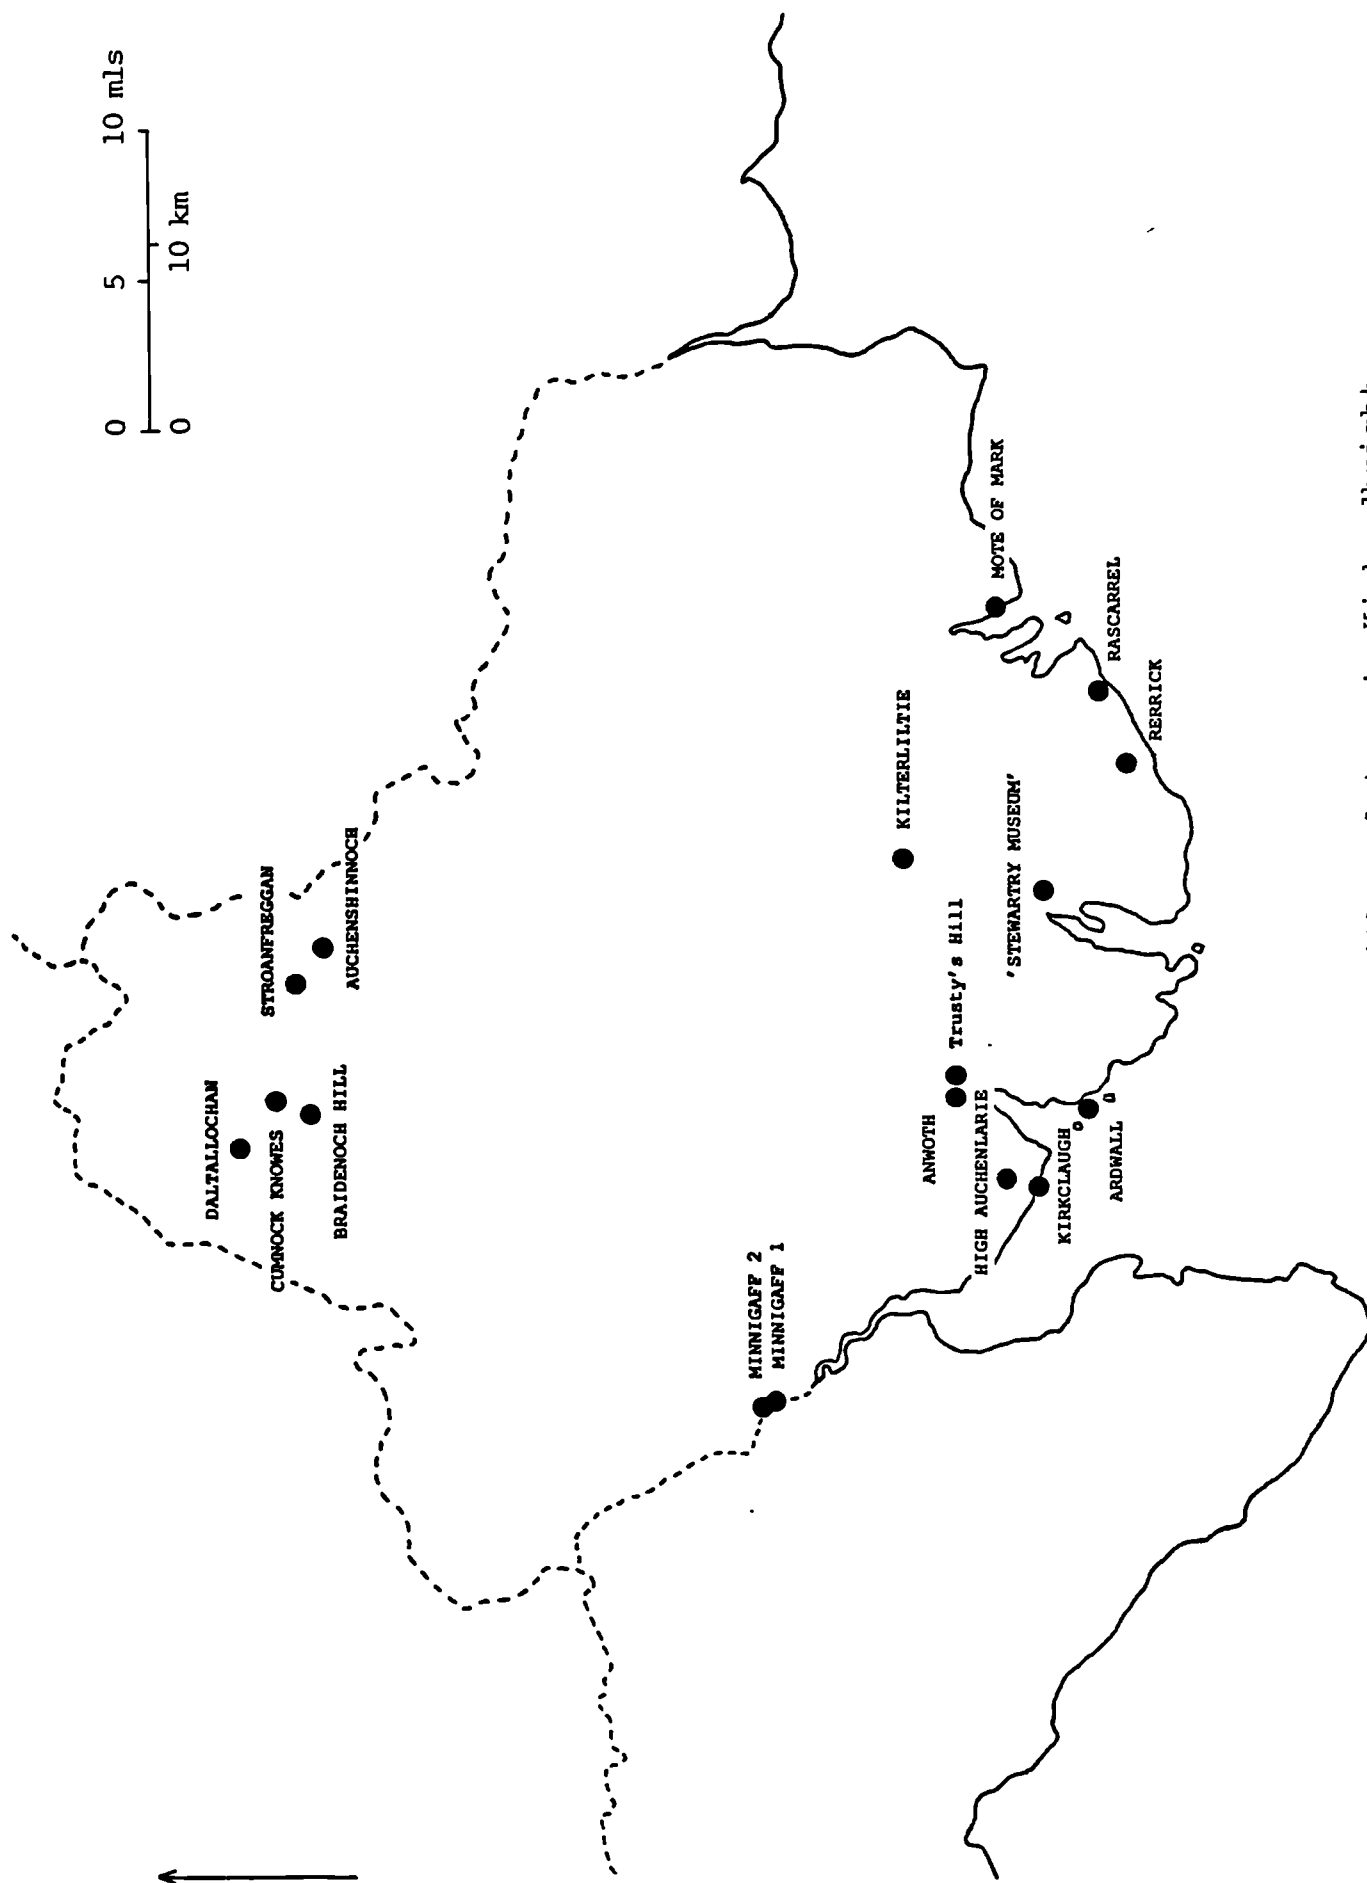 0 5 10 mls
0 10 km
DALTALLOCHAN
CUMNOCK KNOWES
BRAIDENOCH HILL
STROANFREGGAN
AUCHENSHINNOCH
MINNIGAFF 2
MINNIGAFF 1
KILTERLILTIE
ANWOTH
Trusty's Hill
HIGH AUCHENLARIE
'STEWARTRY MUSEUM'
MOTE OF MARK
KIRKCLAUGH
ARDWALL
RASCARREL
RERRICK